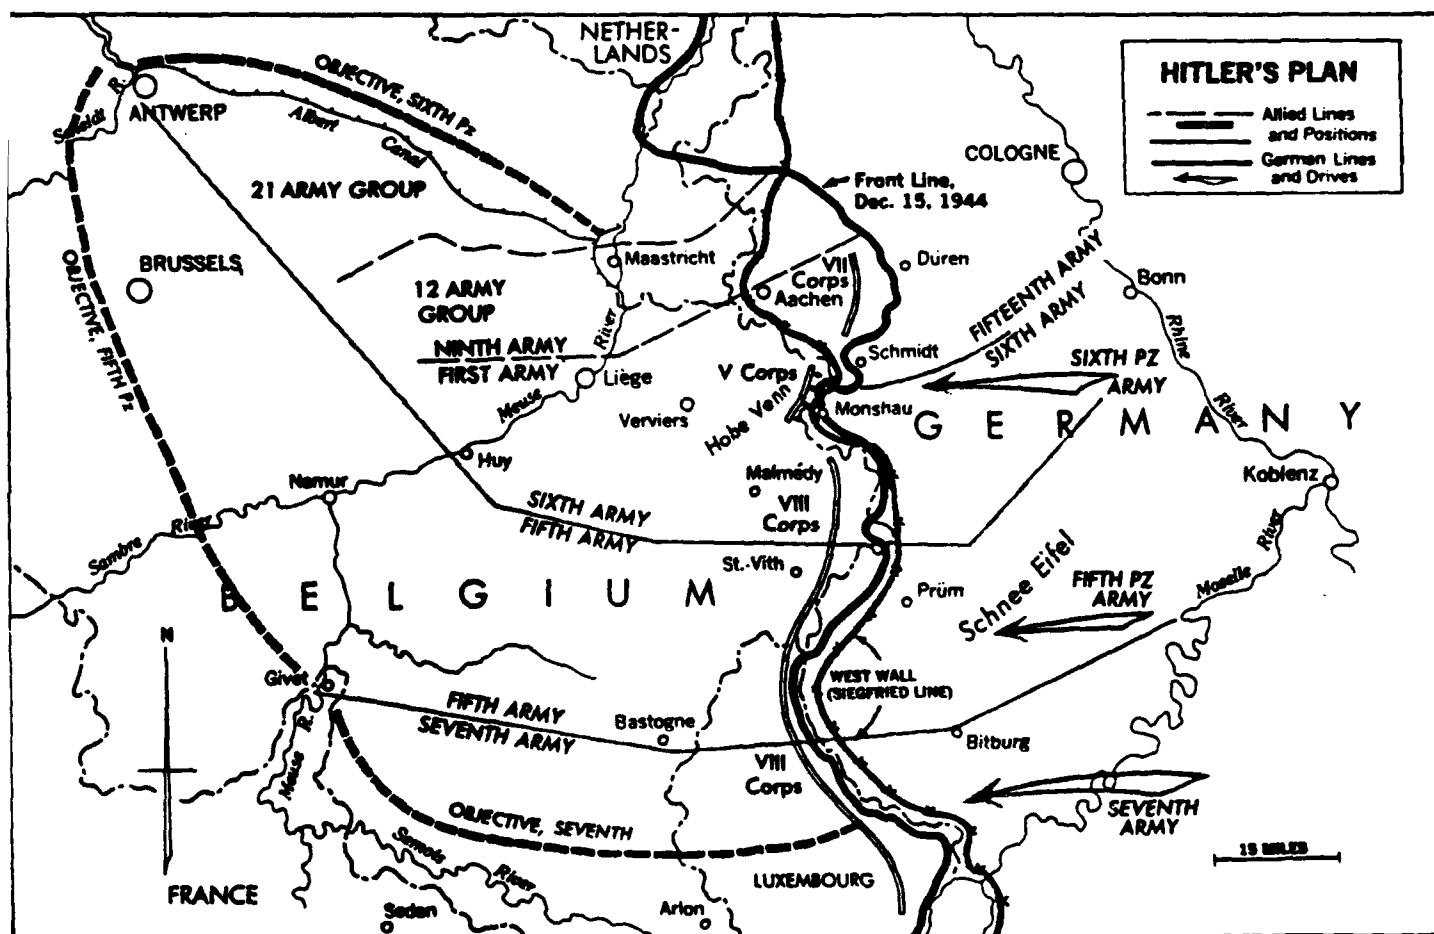 NETHER-
LANDS
HITLER'S PLAN
Allied Lines
and Positions
German Lines
and Drives
OBJECTIVE, SIXTH Pz
Scheldt R.
ANTWERP
Albert Canal
21 ARMY GROUP
COLOGNE
Front Line,
Dec. 15, 1944
BRUSSELS
OBJECTIVE, FIFTH Pz
Maastricht
VII
Corps
Düren
Aachen
FIFTEENTH ARMY
SIXTH ARMY
Bonn
Rhine River
12 ARMY
GROUP
NINTH ARMY
FIRST ARMY
Meuse River
Liège
V Corps
Schmidt
SIXTH PZ
ARMY
Verviers
Hohe Venn
Monshau
GERMANY
Huy
Namur
Malmédy
Koblenz
SIXTH ARMY
FIFTH ARMY
VIII
Corps
Sambre River
St.-Vith
Schnee Eifel
Moselle River
BELGIUM
Prüm
FIFTH PZ
ARMY
N
Givet
WEST WALL
(SIEGFRIED LINE)
FIFTH ARMY
SEVENTH ARMY
Bastogne
Bitburg
Meuse R.
VIII
Corps
SEVENTH
ARMY
OBJECTIVE, SEVENTH
Semois River
15 MILES
FRANCE
LUXEMBOURG
Sedan
Arlon